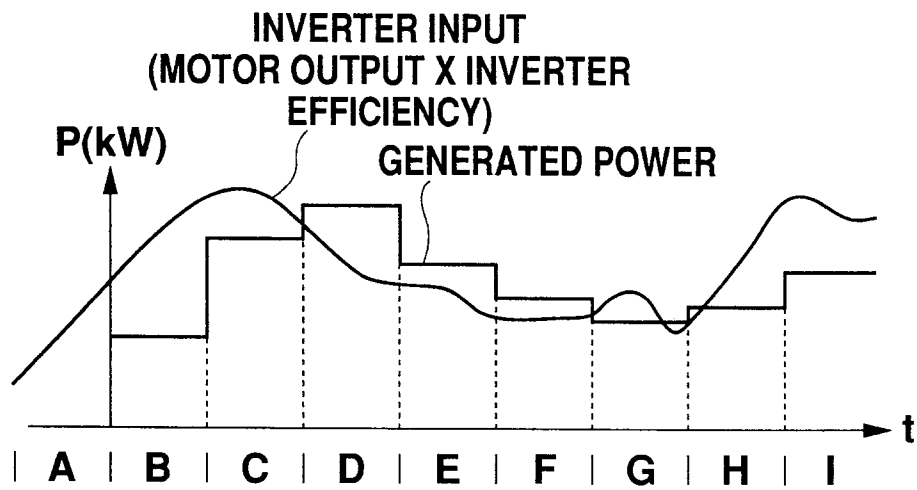 INVERTER INPUT
(MOTOR OUTPUT X INVERTER
EFFICIENCY)
P(kW)
GENERATED POWER
t
| A | B | C | D | E | F | G | H | I